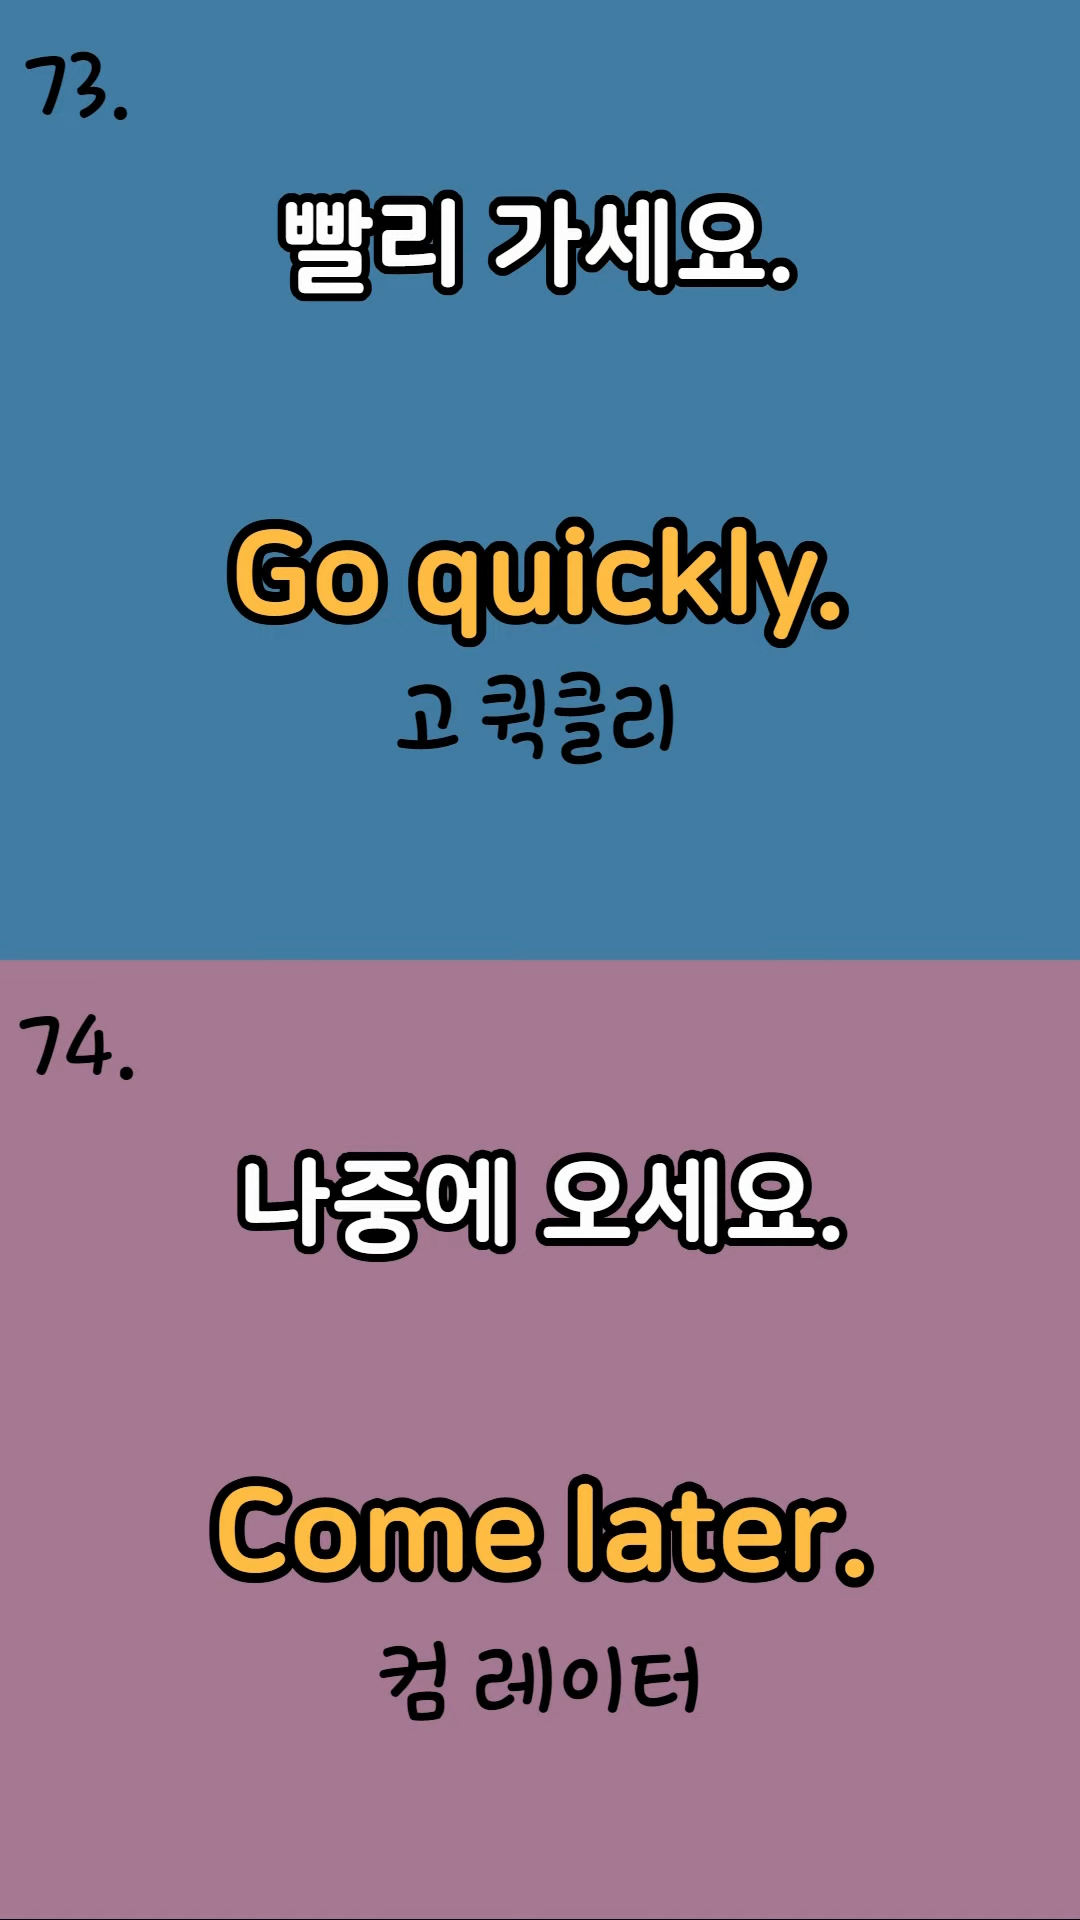 73.
빨리 가세요.
Go quickly.
고 퀵클리
74.
나중에 오세요.
Come later.
컴 레이터